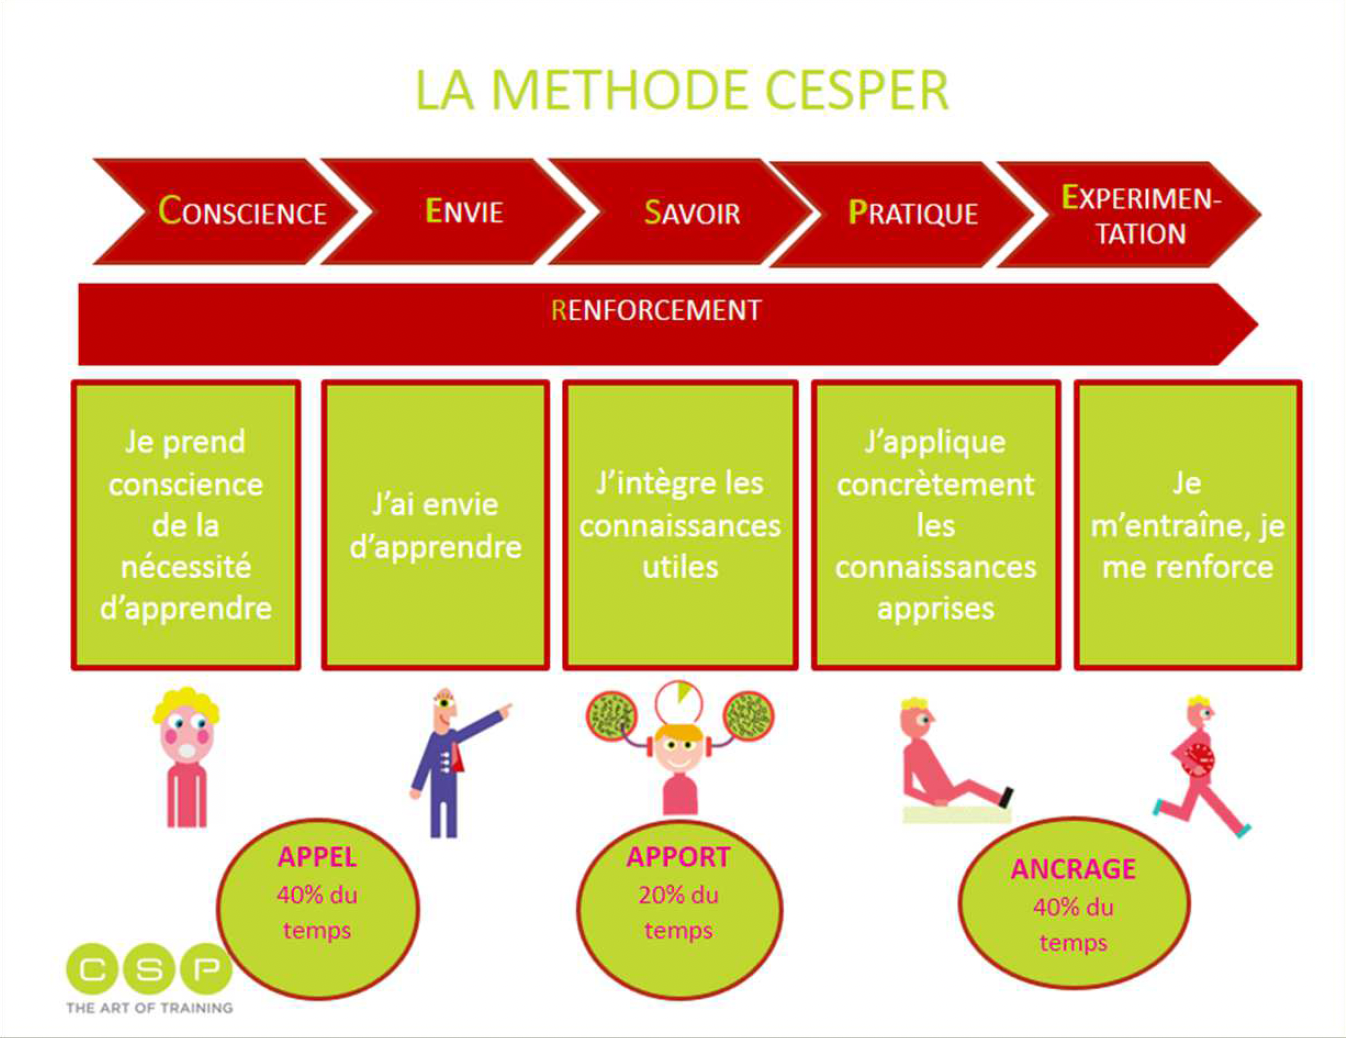 LA METHODE CESPER
CONSCIENCE
ENVIE
SAVOIR
PRATIQUE
EXPERIMEN-
TATION
RENFORCEMENT
Je prend
conscience
de la
nécessité
d'apprendre
J'ai envie
d'apprendre
J'intègre les
connaissances
utiles
J'applique
concrètement
les
connaissances
apprises
Je
m'entraîne, je
me renforce
APPEL
40% du
temps
APPORT
20% du
temps
ANCRAGE
40% du
temps
CSP
THE ART OF TRAINING